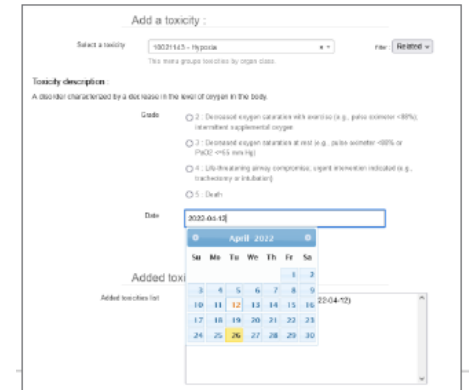 Add a toxicity :
Select a toxicity
10021143 - Hypoxia
Filter : Related
This menu groups toxicities by organ class.
Toxicity description :
A disorder characterized by a decrease in the level of oxygen in the body.
Grade
2 : Decreased oxygen saturation with exercise (e.g., pulse oximeter <88%);
intermittent supplemental oxygen
3 : Decreased oxygen saturation at rest (e.g., pulse oximeter <88% or
PaO2 <=55 mm Hg)
4 : Life-threatening airway compromise; urgent intervention indicated (e.g.,
tracheotomy or intubation)
5 : Death
Date
2022-04-12
April 2022
Su Mo Tu We Th Fr Sa
1 2
3 4 5 6 7 8 9
10 11 12 13 14 15 16
17 18 19 20 21 22 23
24 25 26 27 28 29 30
Added toxi
Added toxicities list
22-04-12)